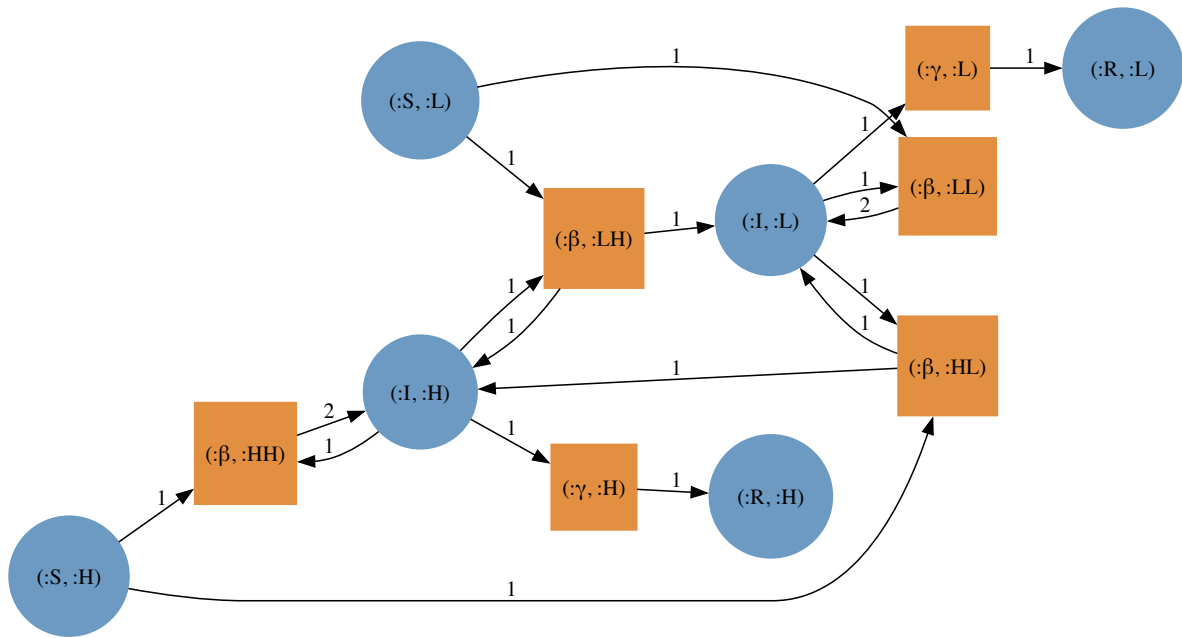 1
(:γ, :L)
1
(:R, :L)
(:S, :L)
1
1
1
(:β, :LL)
2
(:β, :LH)
1
(:I, :L)
1
1
1
1
(:β, :HL)
1
(:I, :H)
2
1
(:β, :HH)
1
(:γ, :H)
1
(:R, :H)
1
(:S, :H)
1